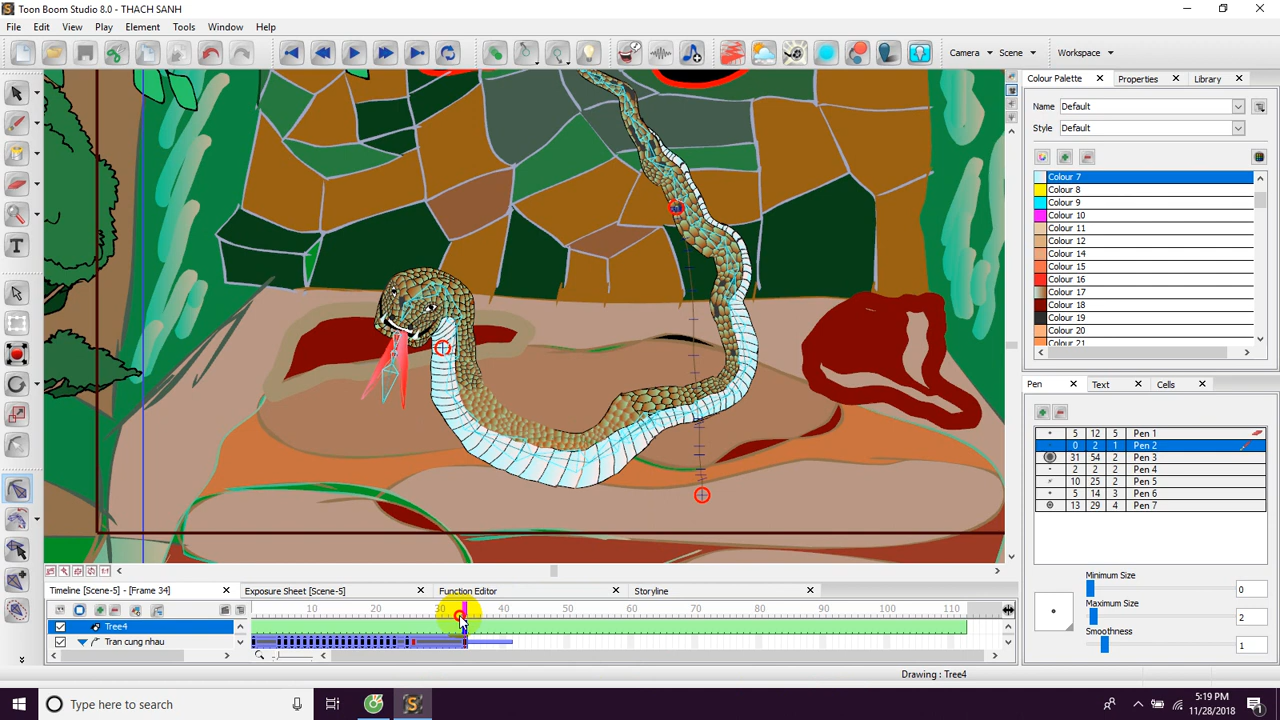 Toon Boom Studio 8.0 - THACH SANH
File Edit View Play Element Tools Window Help
Camera Scene Workspace
Colour Palette Properties Library
Name Default
Style Default
Colour 7
Colour 8
Colour 9
Colour 10
Colour 11
Colour 12
Colour 14
Colour 15
Colour 16
Colour 17
Colour 18
Colour 19
Colour 20
Colour 21
Pen Text Cells
5 12 5 Pen 1
0 2 1 Pen 2
31 54 2 Pen 3
2 2 2 Pen 4
10 25 2 Pen 5
5 14 3 Pen 6
13 29 4 Pen 7
Minimum Size 0
Maximum Size 2
Smoothness 1
Timeline [Scene-5] - [Frame 34] Exposure Sheet [Scene-5] Function Editor Storyline
10 20 30 40 50 60 70 80 90 100 110
Tree4
Tran cung nhau
Drawing : Tree4
Type here to search
5:19 PM
11/28/2018